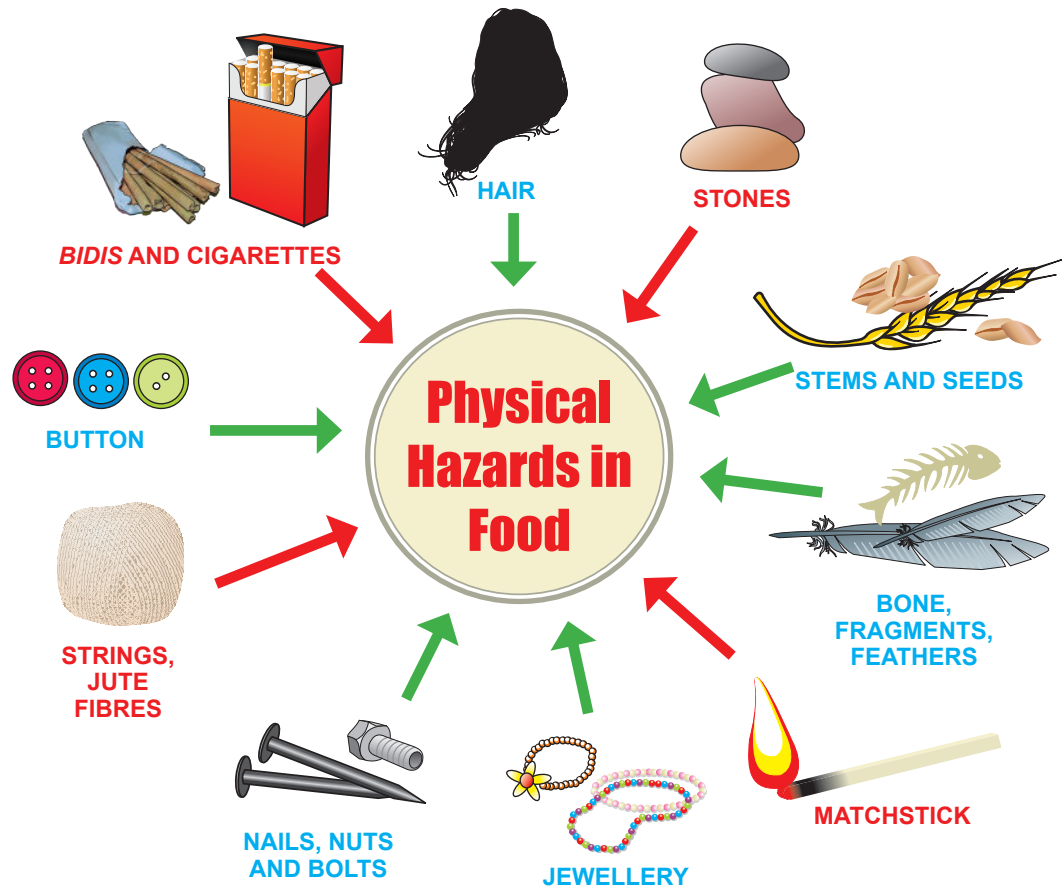 HAIR
STONES
BIDIS AND CIGARETTES
STEMS AND SEEDS
BUTTON
Physical
Hazards in
Food
BONE,
FRAGMENTS,
FEATHERS
STRINGS,
JUTE
FIBRES
MATCHSTICK
NAILS, NUTS
AND BOLTS
JEWELLERY